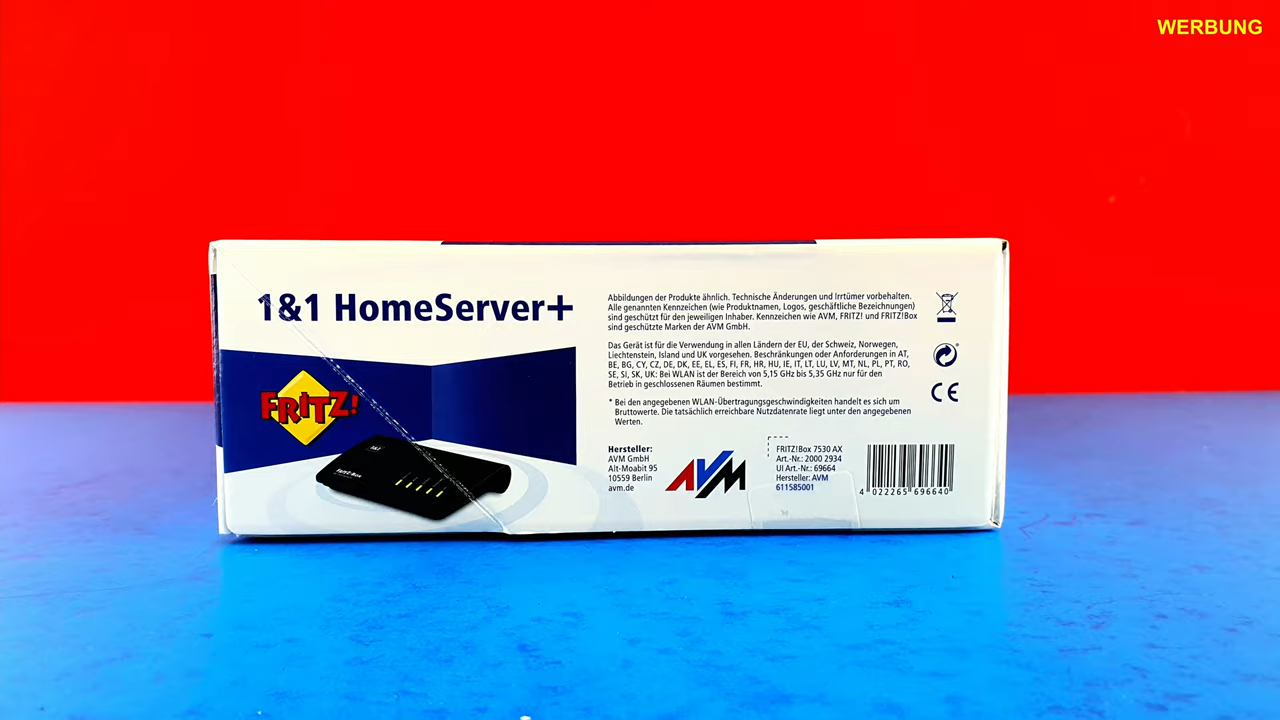 WERBUNG
1&1 HomeServer+
FRITZ!
1&1
FRITZ!Box
Abbildungen der Produkte ähnlich. Technische Änderungen und Irrtümer vorbehalten.
Alle genannten Kennzeichen (wie Produktnamen, Logos, geschäftliche Bezeichnungen)
sind geschützt für den jeweiligen Inhaber. Kennzeichen wie AVM, FRITZ! und FRITZ!Box
sind geschützte Marken der AVM GmbH.
Das Gerät ist für die Verwendung in allen Ländern der EU, der Schweiz, Norwegen,
Liechtenstein, Island und UK vorgesehen. Beschränkungen oder Anforderungen in AT,
BE, BG, CY, CZ, DE, DK, EE, EL, ES, FI, FR, HR, HU, IE, IT, LT, LU, LV, MT, NL, PL, PT, RO,
SE, SI, SK, UK: Bei WLAN ist der Bereich von 5,15 GHz bis 5,35 GHz nur für den
Betrieb in geschlossenen Räumen bestimmt.
* Bei den angegebenen WLAN-Übertragungsgeschwindigkeiten handelt es sich um
Bruttowerte. Die tatsächlich erreichbare Nutzdatenrate liegt unter den angegebenen
Werten.
Hersteller:
AVM GmbH
Alt-Moabit 95
10559 Berlin
avm.de
AVM
FRITZ!Box 7530 AX
Art.-Nr.: 2000 2934
UI Art.-Nr.: 69664
Hersteller: AVM
611585001
4 022265 696640
CE